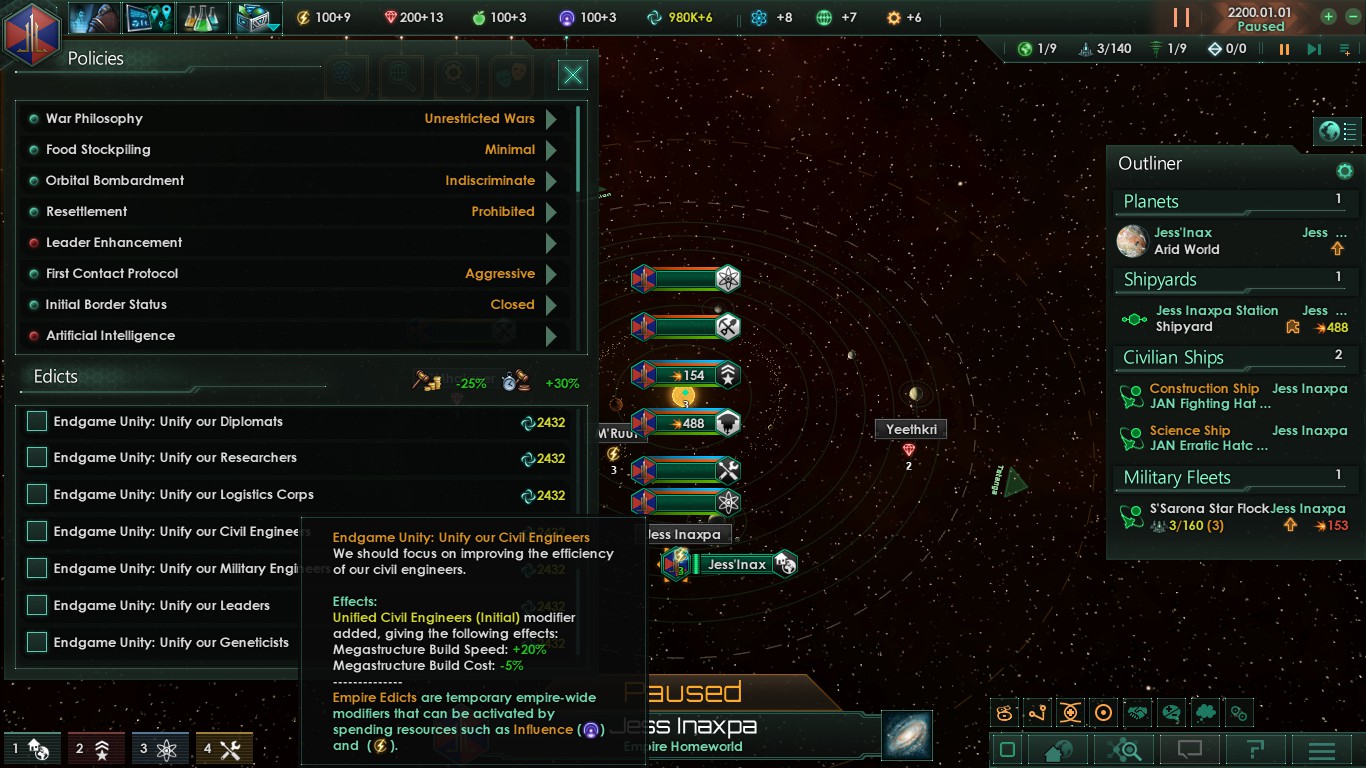 100+9
200+13
100+3
100+3
980K+6
+8
+7
+6
2200.01.01
Paused
1/9
3/140
1/9
0/0
Policies
War Philosophy Unrestricted Wars
Food Stockpiling Minimal
Orbital Bombardment Indiscriminate
Resettlement Prohibited
Leader Enhancement
First Contact Protocol Aggressive
Initial Border Status Closed
Artificial Intelligence
Edicts -25% +30%
Endgame Unity: Unify our Diplomats 2432
Endgame Unity: Unify our Researchers 2432
Endgame Unity: Unify our Logistics Corps 2432
Endgame Unity: Unify our Civil Enginee
Endgame Unity: Unify our Military Engineers 2432
Endgame Unity: Unify our Leaders
Endgame Unity: Unify our Geneticists
Endgame Unity: Unify our Civil Engineers
We should focus on improving the efficiency
of our civil engineers.
Effects:
Unified Civil Engineers (Initial) modifier
added, giving the following effects:
Megastructure Build Speed: +20%
Megastructure Build Cost: -5%
--------------
Empire Edicts are temporary empire-wide
modifiers that can be activated by
spending resources such as Influence ( )
and ( ).
154
3
488
M'Ruu
3
Yeethkri
2
Tatanga
Jess Inaxpa
3
Jess'Inax
Paused
Jess Inaxpa
Empire Homeworld
1
2
3
4
Outliner
Planets 1
Jess'Inax Jess ...
Arid World
Shipyards 1
Jess Inaxpa Station Jess ...
Shipyard 488
Civilian Ships 2
Construction Ship Jess Inaxpa
JAN Fighting Hat ...
Science Ship Jess Inaxpa
JAN Erratic Hatc ...
Military Fleets 1
S'Sarona Star Flock Jess Inaxpa
3/160 (3) 153